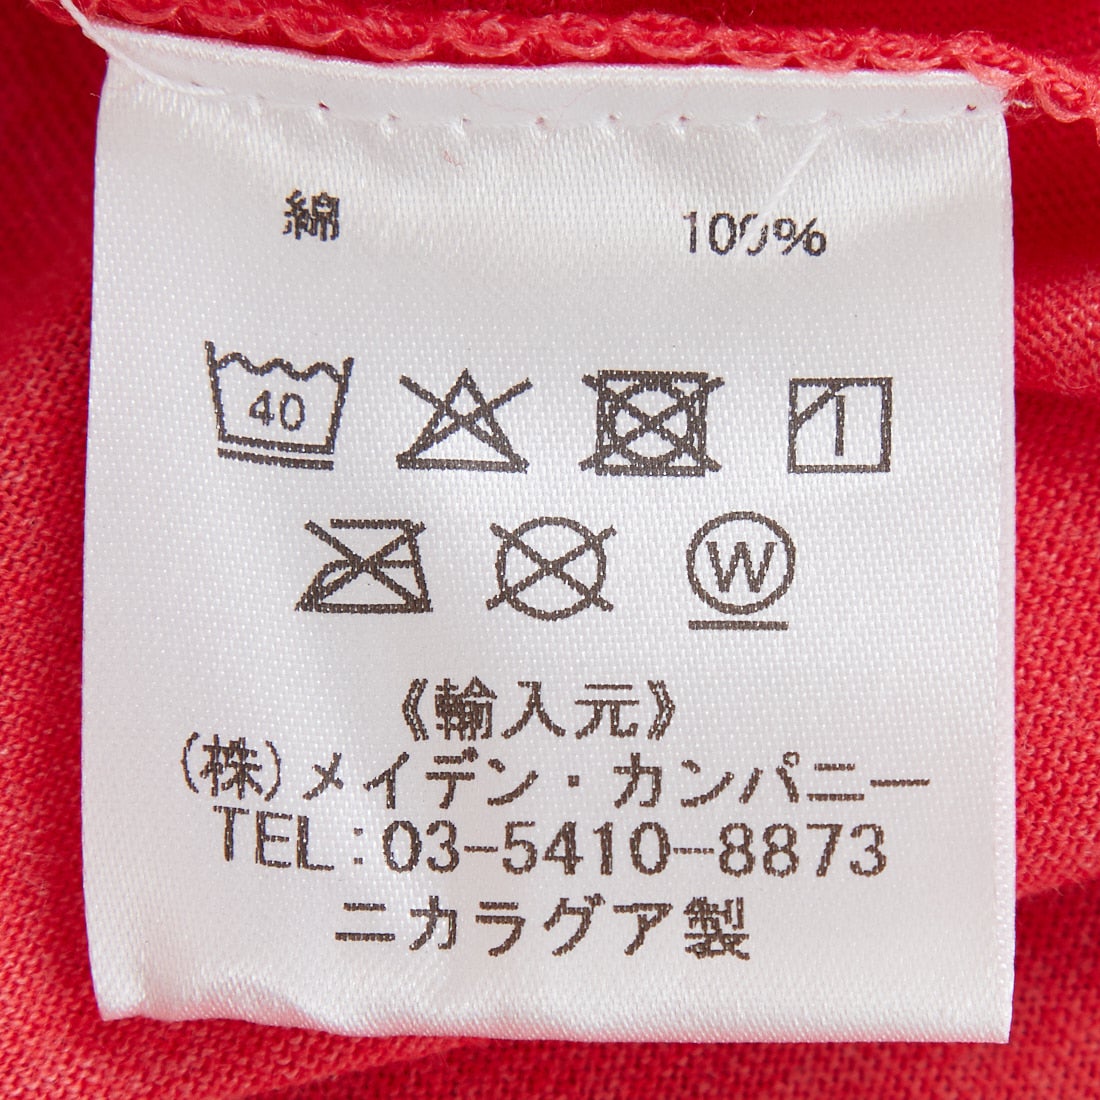 綿 100%
40
W
《輸入元》
(株)メイデン・カンパニー
TEL:03-5410-8873
ニカラグア製